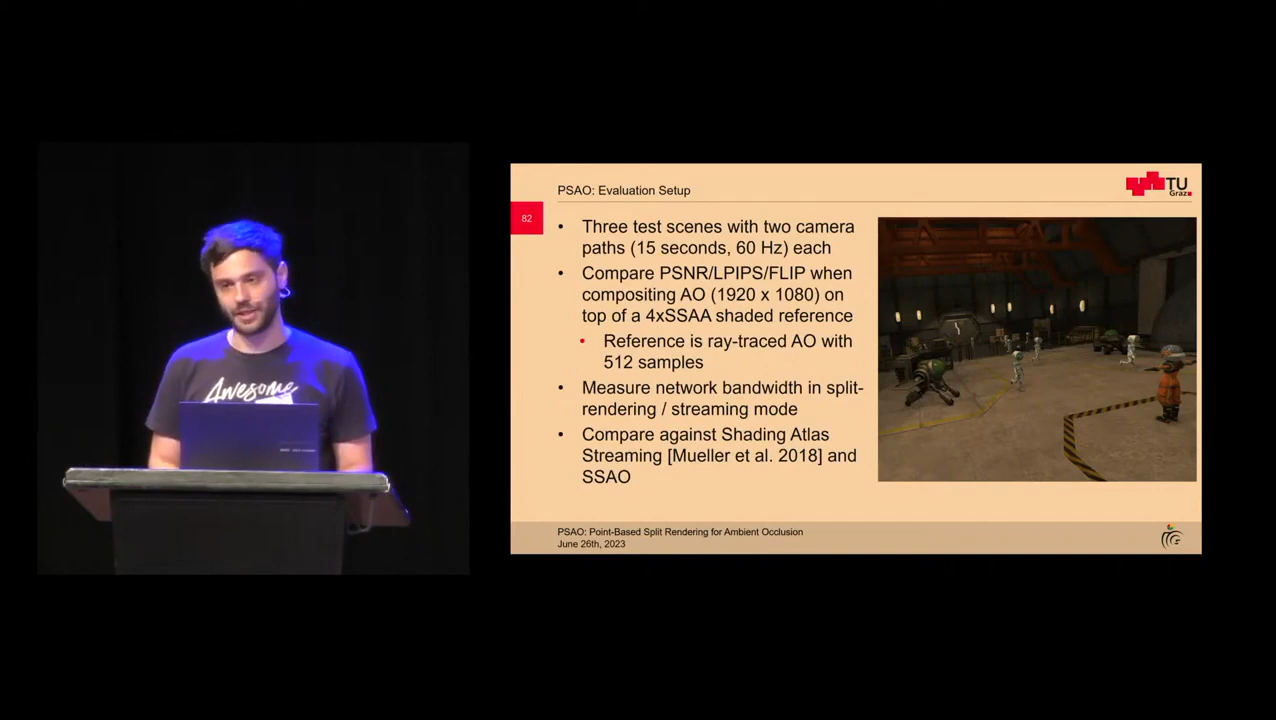 PSAO: Evaluation Setup
TU
Graz
82
• Three test scenes with two camera
paths (15 seconds, 60 Hz) each
• Compare PSNR/LPIPS/FLIP when
compositing AO (1920 x 1080) on
top of a 4xSSAA shaded reference
• Reference is ray-traced AO with
512 samples
• Measure network bandwidth in split-
rendering / streaming mode
• Compare against Shading Atlas
Streaming [Mueller et al. 2018] and
SSAO
PSAO: Point-Based Split Rendering for Ambient Occlusion
June 26th, 2023
Awesome